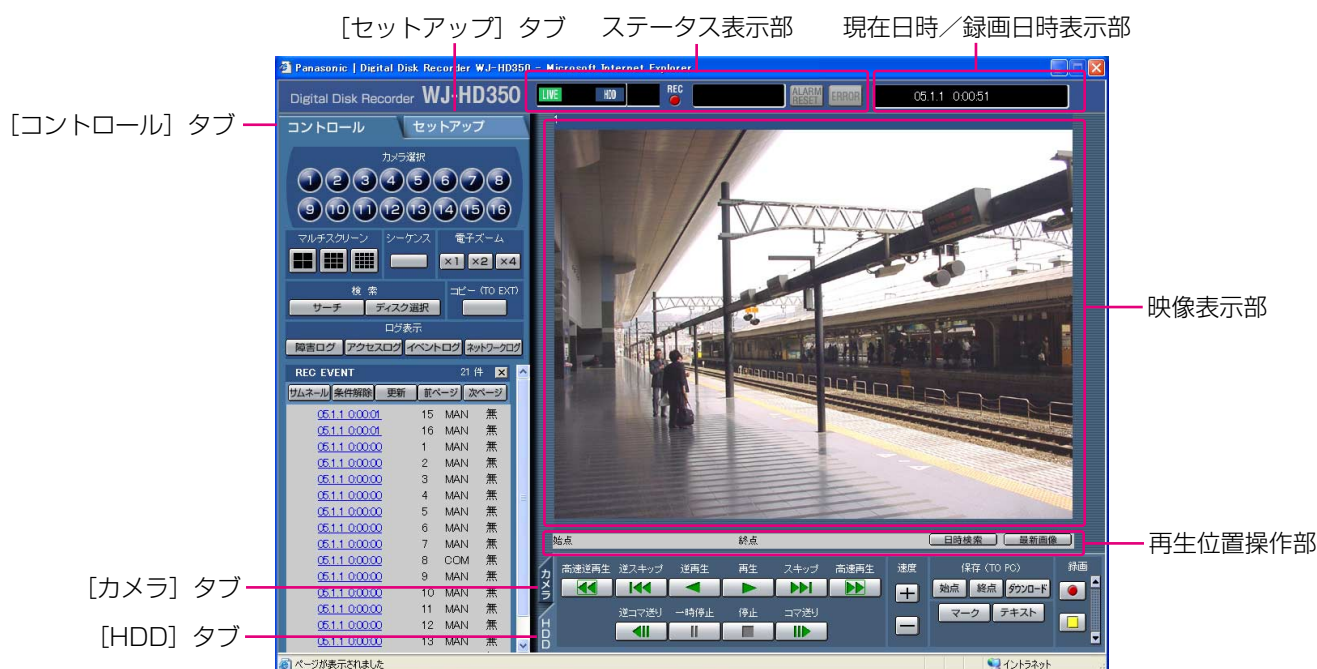 ［セットアップ］タブ ステータス表示部 現在日時／録画日時表示部
Panasonic | Digital Disk Recorder WJ-HD350 - Microsoft Internet Explorer
Digital Disk Recorder WJ-HD350 LIVE HDD REC ALARM RESET ERROR 05.1.1 0:00:51
［コントロール］タブ
コントロール セットアップ
カメラ選択
1 2 3 4 5 6 7 8
9 10 11 12 13 14 15 16
マルチスクリーン シーケンス 電子ズーム
×1 ×2 ×4
検 索 コピー (TO EXT)
サーチ ディスク選択
ログ表示
障害ログ アクセスログ イベントログ ネットワークログ
映像表示部
REC EVENT 21 件
サムネール 条件解除 更新 前ページ 次ページ
05.1.1 0:00:01 15 MAN 無
05.1.1 0:00:01 16 MAN 無
05.1.1 0:00:00 1 MAN 無
05.1.1 0:00:00 2 MAN 無
05.1.1 0:00:00 3 MAN 無
05.1.1 0:00:00 4 MAN 無
05.1.1 0:00:00 5 MAN 無
05.1.1 0:00:00 6 MAN 無
05.1.1 0:00:00 7 MAN 無
05.1.1 0:00:00 8 COM 無
05.1.1 0:00:00 9 MAN 無
05.1.1 0:00:00 10 MAN 無
05.1.1 0:00:00 11 MAN 無
05.1.1 0:00:00 12 MAN 無
05.1.1 0:00:00 13 MAN 無
始点 終点 日時検索 最新画像
再生位置操作部
［カメラ］タブ
［HDD］タブ
カメラ
HDD
高速逆再生 逆スキップ 逆再生 再生 スキップ 高速再生 速度 保存 (TO PC) 録画
始点 終点 ダウンロード
逆コマ送り 一時停止 停止 コマ送り
マーク テキスト
ページが表示されました イントラネット